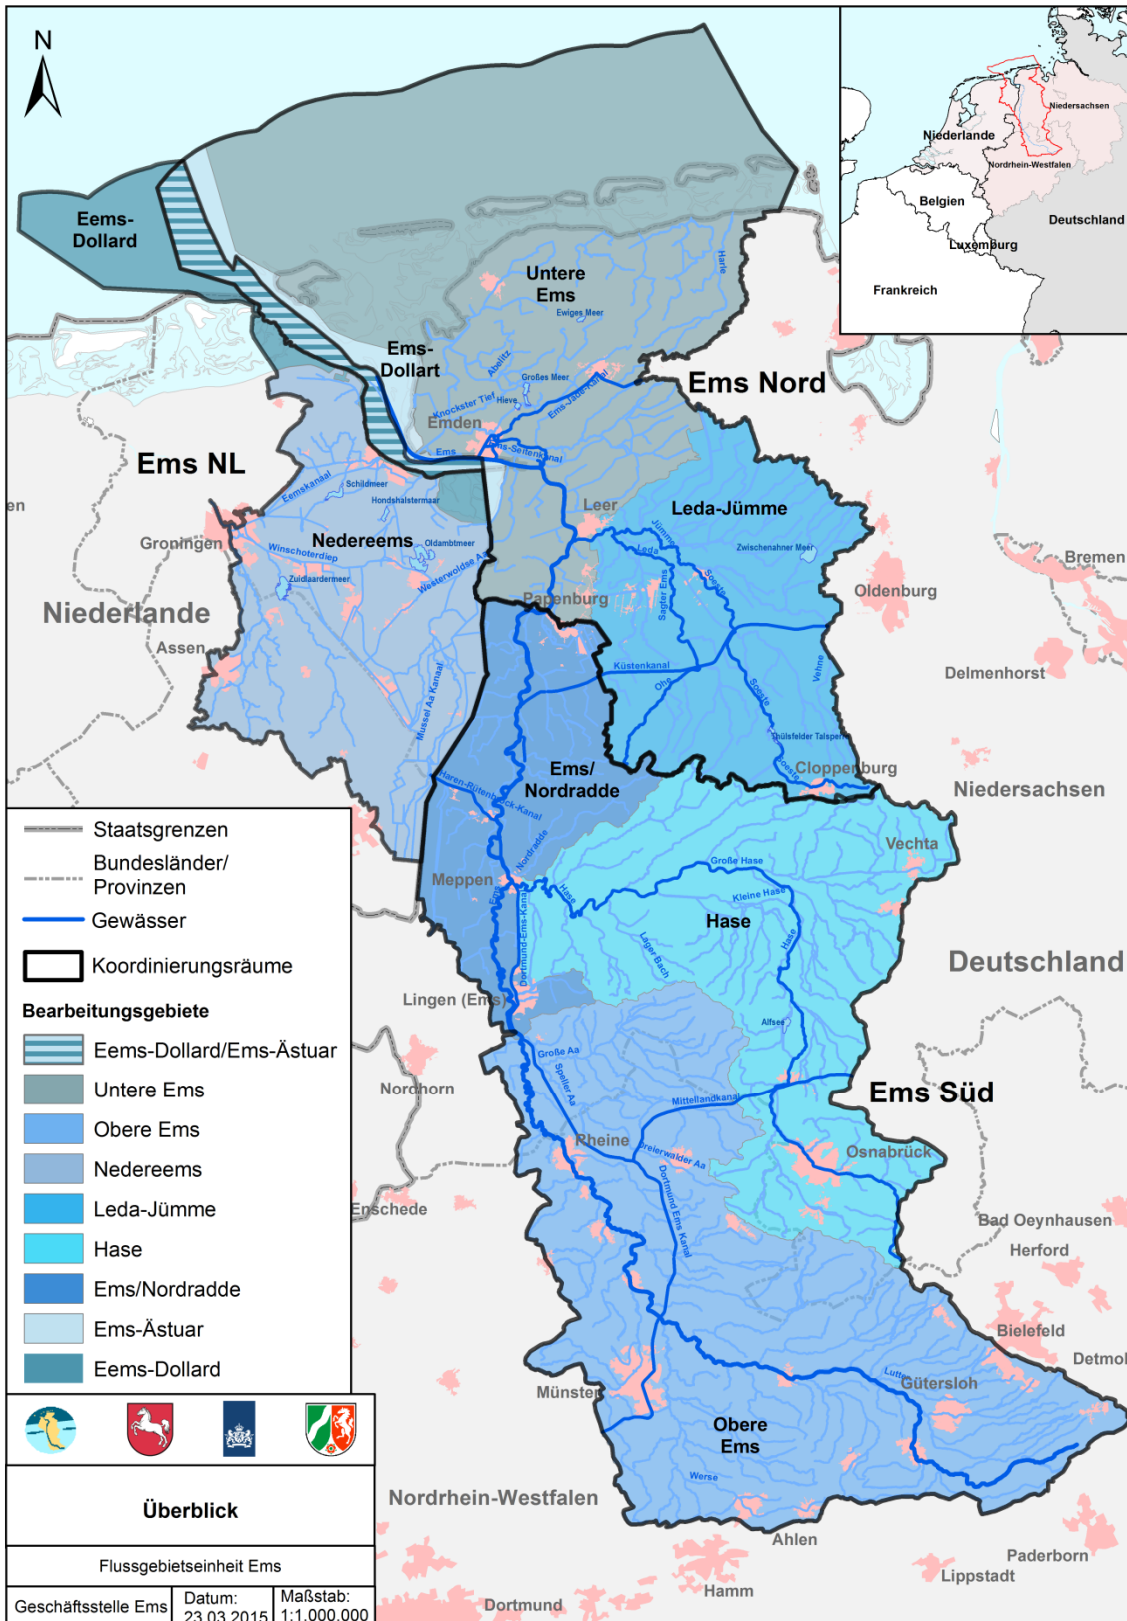 N
Eems-
Dollard
Untere
Ems
Ewiges Meer
Harle
Ems-
Dollart
Abelitz
Großes Meer
Hieve
Knockster Tief
Ems-Jade-Kanal
Emden
Ems
Ems-Seitenkanal
Ems Nord
Ems NL
Eemskanaal
Schildmeer
Hondshalstermaar
Groningen
Nedereems
Oldambtmeer
Winschoterdiep
Westerwoldse Aa
Zuidlaardermeer
Niederlande
Assen
Mussel Aa Kanaal
Leer
Leda-Jümme
Jümme
Leda
Zwischenahner Meer
Soeste
Sagter Ems
Papenburg
Oldenburg
Bremen
Delmenhorst
Küstenkanal
Ohe
Vehne
Soeste
Thülsfelder Talsperre
Soeste
Cloppenburg
Niedersachsen
Ems/
Nordradde
Haren-Rütenbrock-Kanal
Nordradde
Meppen
Ems
Hase
Große Hase
Kleine Hase
Vechta
Hase
Hase
Lager Bach
Dortmund-Ems-Kanal
Deutschland
Lingen (Ems)
Alfsee
Große Aa
Speller Aa
Nordhorn
Mittellandkanal
Ems Süd
Rheine
Dreierwalder Aa
Osnabrück
Enschede
Dortmund Ems Kanal
Bad Oeynhausen
Herford
Bielefeld
Detmol
Münster
Lutter
Gütersloh
Obere
Ems
Werse
Nordrhein-Westfalen
Ahlen
Paderborn
Lippstadt
Hamm
Dortmund
en
Niedersachsen
Niederlande
Nordrhein-Westfalen
Belgien
Deutschland
Luxemburg
Frankreich
Staatsgrenzen
Bundesländer/
Provinzen
Gewässer
Koordinierungsräume
Bearbeitungsgebiete
Eems-Dollard/Ems-Ästuar
Untere Ems
Obere Ems
Nedereems
Leda-Jümme
Hase
Ems/Nordradde
Ems-Ästuar
Eems-Dollard
Überblick
Flussgebietseinheit Ems
Geschäftsstelle Ems
Datum:
23.03.2015
Maßstab:
1:1.000.000